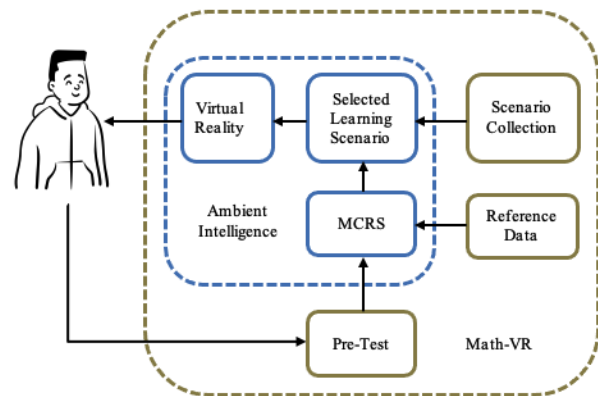 Virtual
Reality
Selected
Learning
Scenario
Scenario
Collection
Ambient
Intelligence
MCRS
Reference
Data
Pre-Test
Math-VR